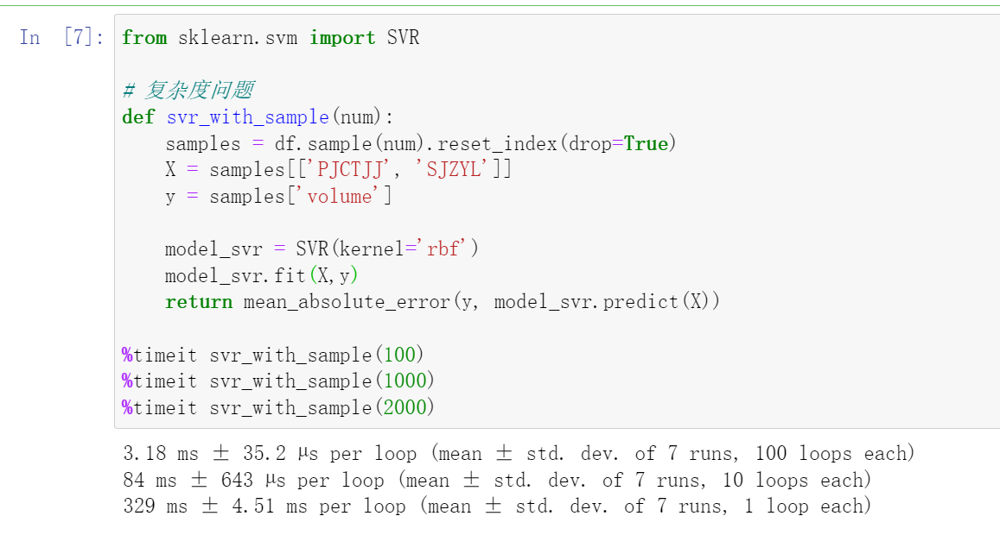 In [7]: from sklearn.svm import SVR
# 复杂度问题
def svr_with_sample(num):
    samples = df.sample(num).reset_index(drop=True)
    X = samples[['PJCTJJ', 'SJZYL']]
    y = samples['volume']
    model_svr = SVR(kernel='rbf')
    model_svr.fit(X,y)
    return mean_absolute_error(y, model_svr.predict(X))
%timeit svr_with_sample(100)
%timeit svr_with_sample(1000)
%timeit svr_with_sample(2000)
3.18 ms ± 35.2 μs per loop (mean ± std. dev. of 7 runs, 100 loops each)
84 ms ± 643 μs per loop (mean ± std. dev. of 7 runs, 10 loops each)
329 ms ± 4.51 ms per loop (mean ± std. dev. of 7 runs, 1 loop each)